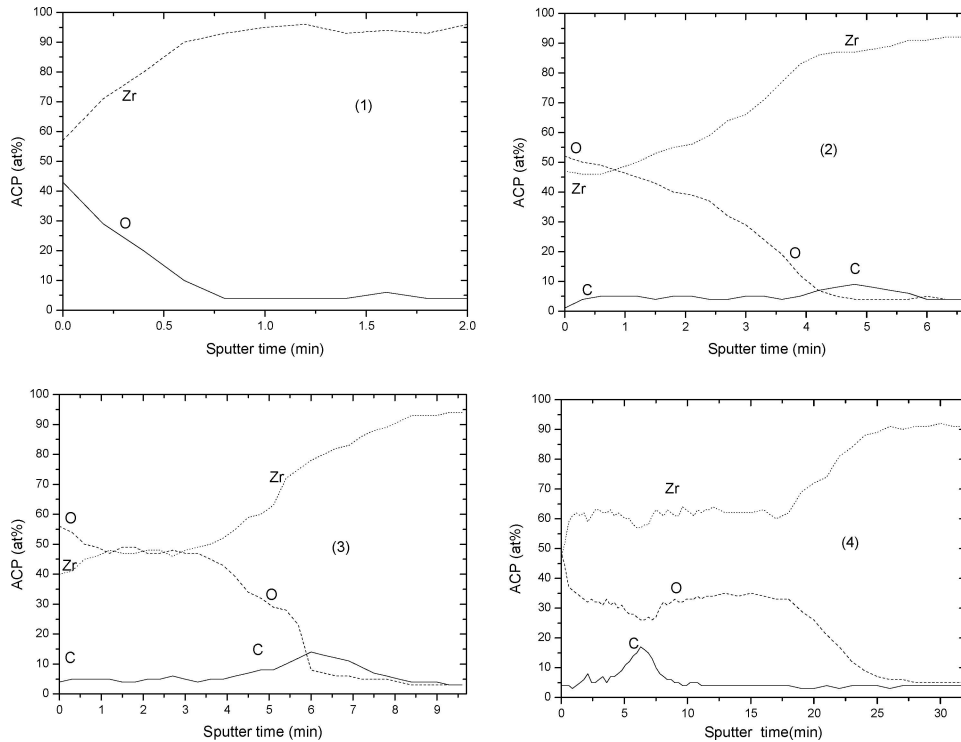 100
90
80
70
60
50
40
30
20
10
0
ACP (at%)
Zr
(1)
O
0.0 0.5 1.0 1.5 2.0
Sputter time (min)
100
90
80
70
60
50
40
30
20
10
0
ACP (at%)
Zr
O
(2)
Zr
O
C
C
0 1 2 3 4 5 6
Sputter time (min)
100
90
80
70
60
50
40
30
20
10
0
ACP (at%)
Zr
O
(3)
Zr
O
C
C
0 1 2 3 4 5 6 7 8 9
Sputter time (min)
100
90
80
70
60
50
40
30
20
10
0
ACP (at%)
Zr
(4)
O
C
0 5 10 15 20 25 30
Sputter time(min)